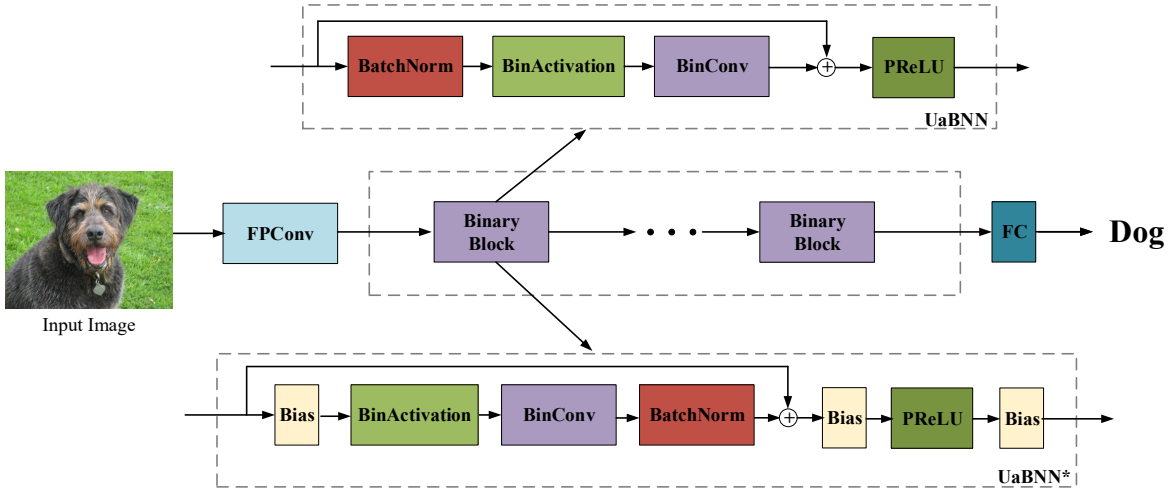 BatchNorm BinActivation BinConv + PReLU
UaBNN
FPConv Binary Block • • • Binary Block FC Dog
Input Image
Bias BinActivation BinConv BatchNorm + Bias PReLU Bias
UaBNN*